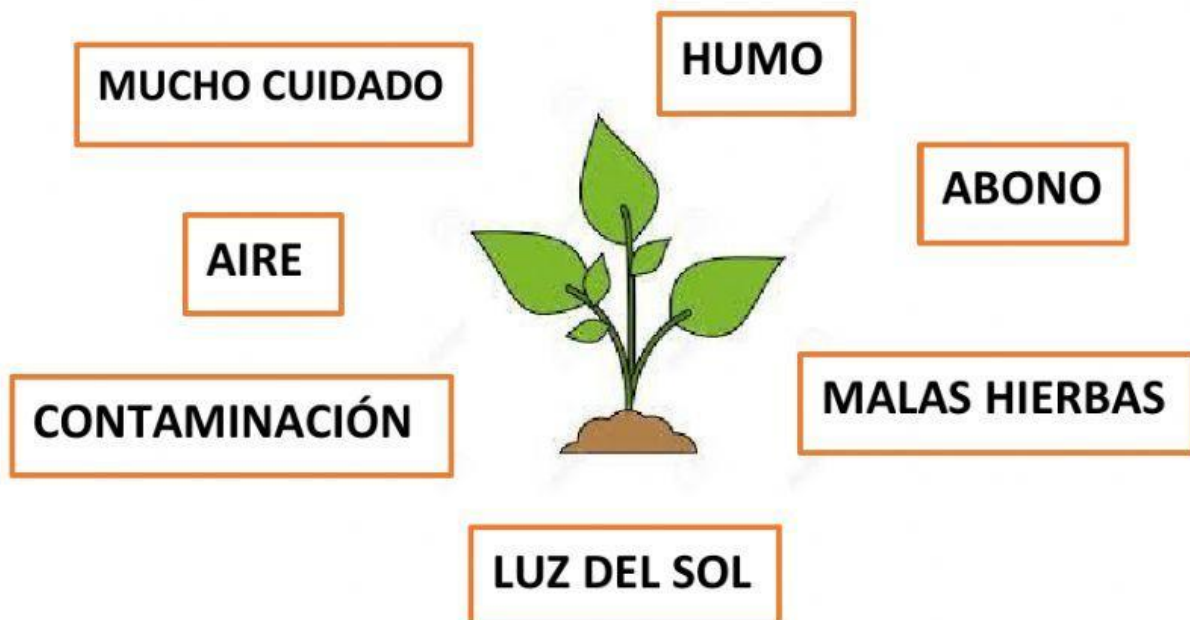 HUMO
MUCHO CUIDADO
ABONO
AIRE
MALAS HIERBAS
CONTAMINACIÓN
LUZ DEL SOL